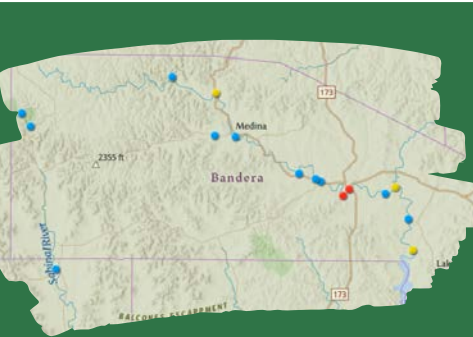 173
Medina
2355 ft
Bandera
Sabinal River
Lak
173
BALCONES ESCARPMENT